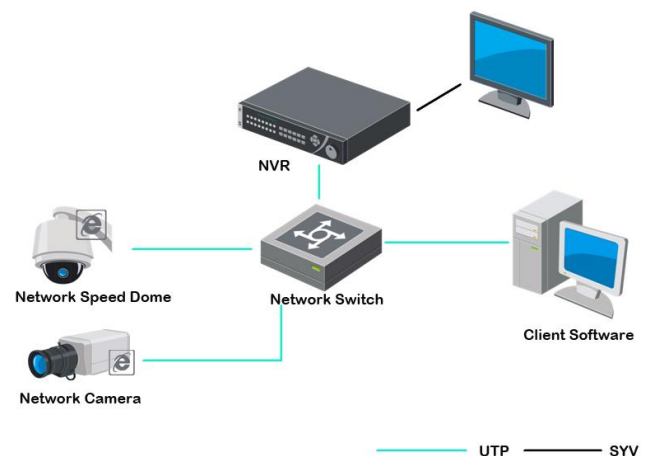 NVR
Network Speed Dome
Network Switch
Client Software
Network Camera
UTP
SYV